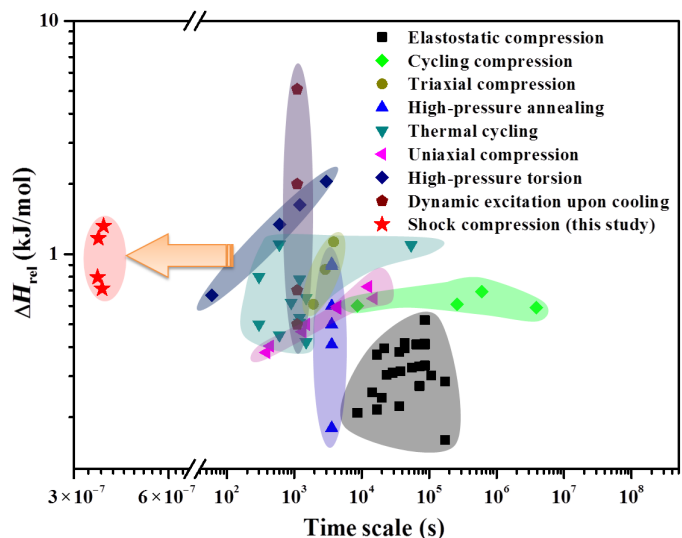 10
Elastostatic compression
Cycling compression
Triaxial compression
High-pressure annealing
Thermal cycling
Uniaxial compression
High-pressure torsion
Dynamic excitation upon cooling
Shock compression (this study)
1
ΔH_rel (kJ/mol)
3×10⁻⁷ 6×10⁻⁷ 10² 10³ 10⁴ 10⁵ 10⁶ 10⁷ 10⁸
Time scale (s)